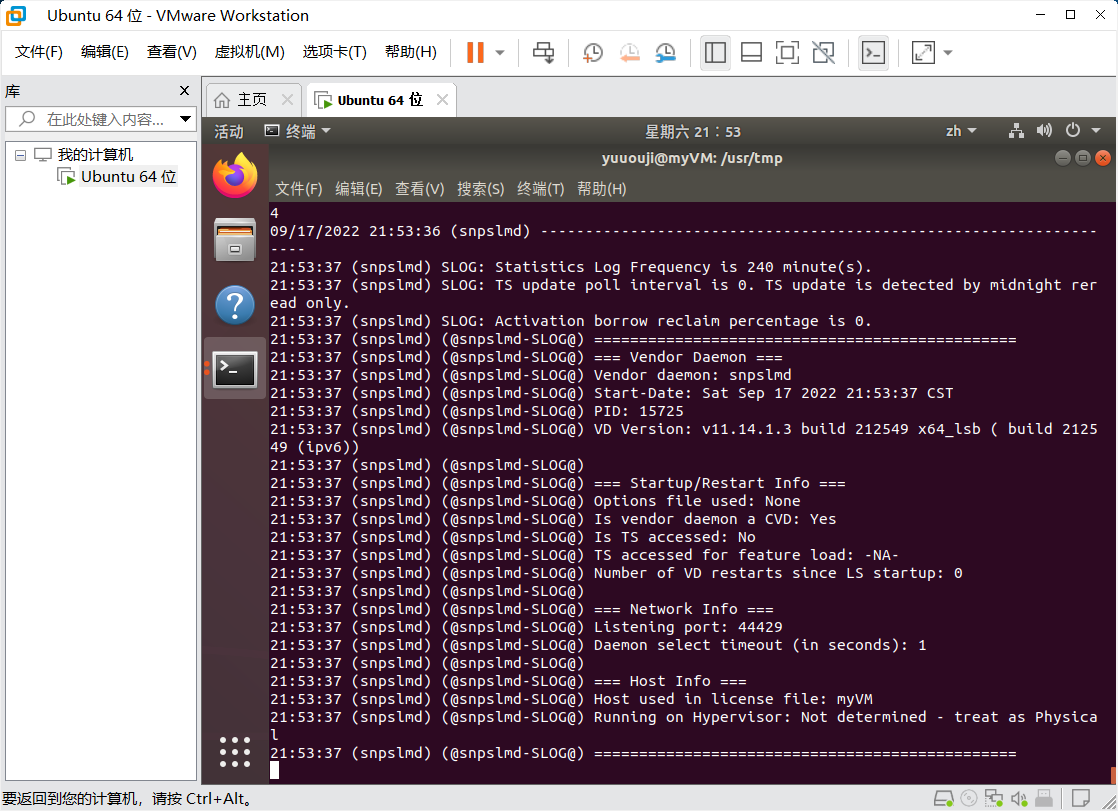 Ubuntu 64 位 - VMware Workstation
文件(F) 编辑(E) 查看(V) 虚拟机(M) 选项卡(T) 帮助(H)
库
主页 Ubuntu 64 位
在此处键入内容...
我的计算机
Ubuntu 64 位
活动 终端 星期六 21：53 zh
yuuouji@myVM: /usr/tmp
文件(F) 编辑(E) 查看(V) 搜索(S) 终端(T) 帮助(H)
4
09/17/2022 21:53:36 (snpslmd) --------------------------------------------------------------
----
21:53:37 (snpslmd) SLOG: Statistics Log Frequency is 240 minute(s).
21:53:37 (snpslmd) SLOG: TS update poll interval is 0. TS update is detected by midnight rer
ead only.
21:53:37 (snpslmd) SLOG: Activation borrow reclaim percentage is 0.
21:53:37 (snpslmd) (@snpslmd-SLOG@) ===============================================
21:53:37 (snpslmd) (@snpslmd-SLOG@) === Vendor Daemon ===
21:53:37 (snpslmd) (@snpslmd-SLOG@) Vendor daemon: snpslmd
21:53:37 (snpslmd) (@snpslmd-SLOG@) Start-Date: Sat Sep 17 2022 21:53:37 CST
21:53:37 (snpslmd) (@snpslmd-SLOG@) PID: 15725
21:53:37 (snpslmd) (@snpslmd-SLOG@) VD Version: v11.14.1.3 build 212549 x64_lsb ( build 2125
49 (ipv6))
21:53:37 (snpslmd) (@snpslmd-SLOG@)
21:53:37 (snpslmd) (@snpslmd-SLOG@) === Startup/Restart Info ===
21:53:37 (snpslmd) (@snpslmd-SLOG@) Options file used: None
21:53:37 (snpslmd) (@snpslmd-SLOG@) Is vendor daemon a CVD: Yes
21:53:37 (snpslmd) (@snpslmd-SLOG@) Is TS accessed: No
21:53:37 (snpslmd) (@snpslmd-SLOG@) TS accessed for feature load: -NA-
21:53:37 (snpslmd) (@snpslmd-SLOG@) Number of VD restarts since LS startup: 0
21:53:37 (snpslmd) (@snpslmd-SLOG@)
21:53:37 (snpslmd) (@snpslmd-SLOG@) === Network Info ===
21:53:37 (snpslmd) (@snpslmd-SLOG@) Listening port: 44429
21:53:37 (snpslmd) (@snpslmd-SLOG@) Daemon select timeout (in seconds): 1
21:53:37 (snpslmd) (@snpslmd-SLOG@)
21:53:37 (snpslmd) (@snpslmd-SLOG@) === Host Info ===
21:53:37 (snpslmd) (@snpslmd-SLOG@) Host used in license file: myVM
21:53:37 (snpslmd) (@snpslmd-SLOG@) Running on Hypervisor: Not determined - treat as Physica
l
21:53:37 (snpslmd) (@snpslmd-SLOG@) ===============================================
要返回到您的计算机，请按 Ctrl+Alt。